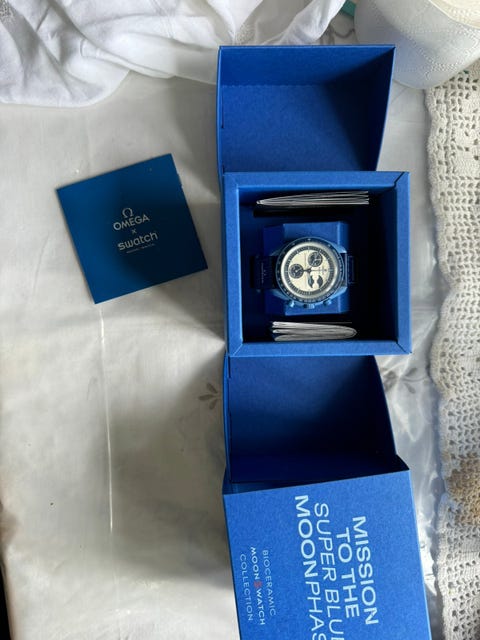 Ω
OMEGA
x
swatch
MISSION
TO THE
SUPER BLUE
MOONPHAS
BIOCERAMIC
MOONSWATCH
COLLECTION